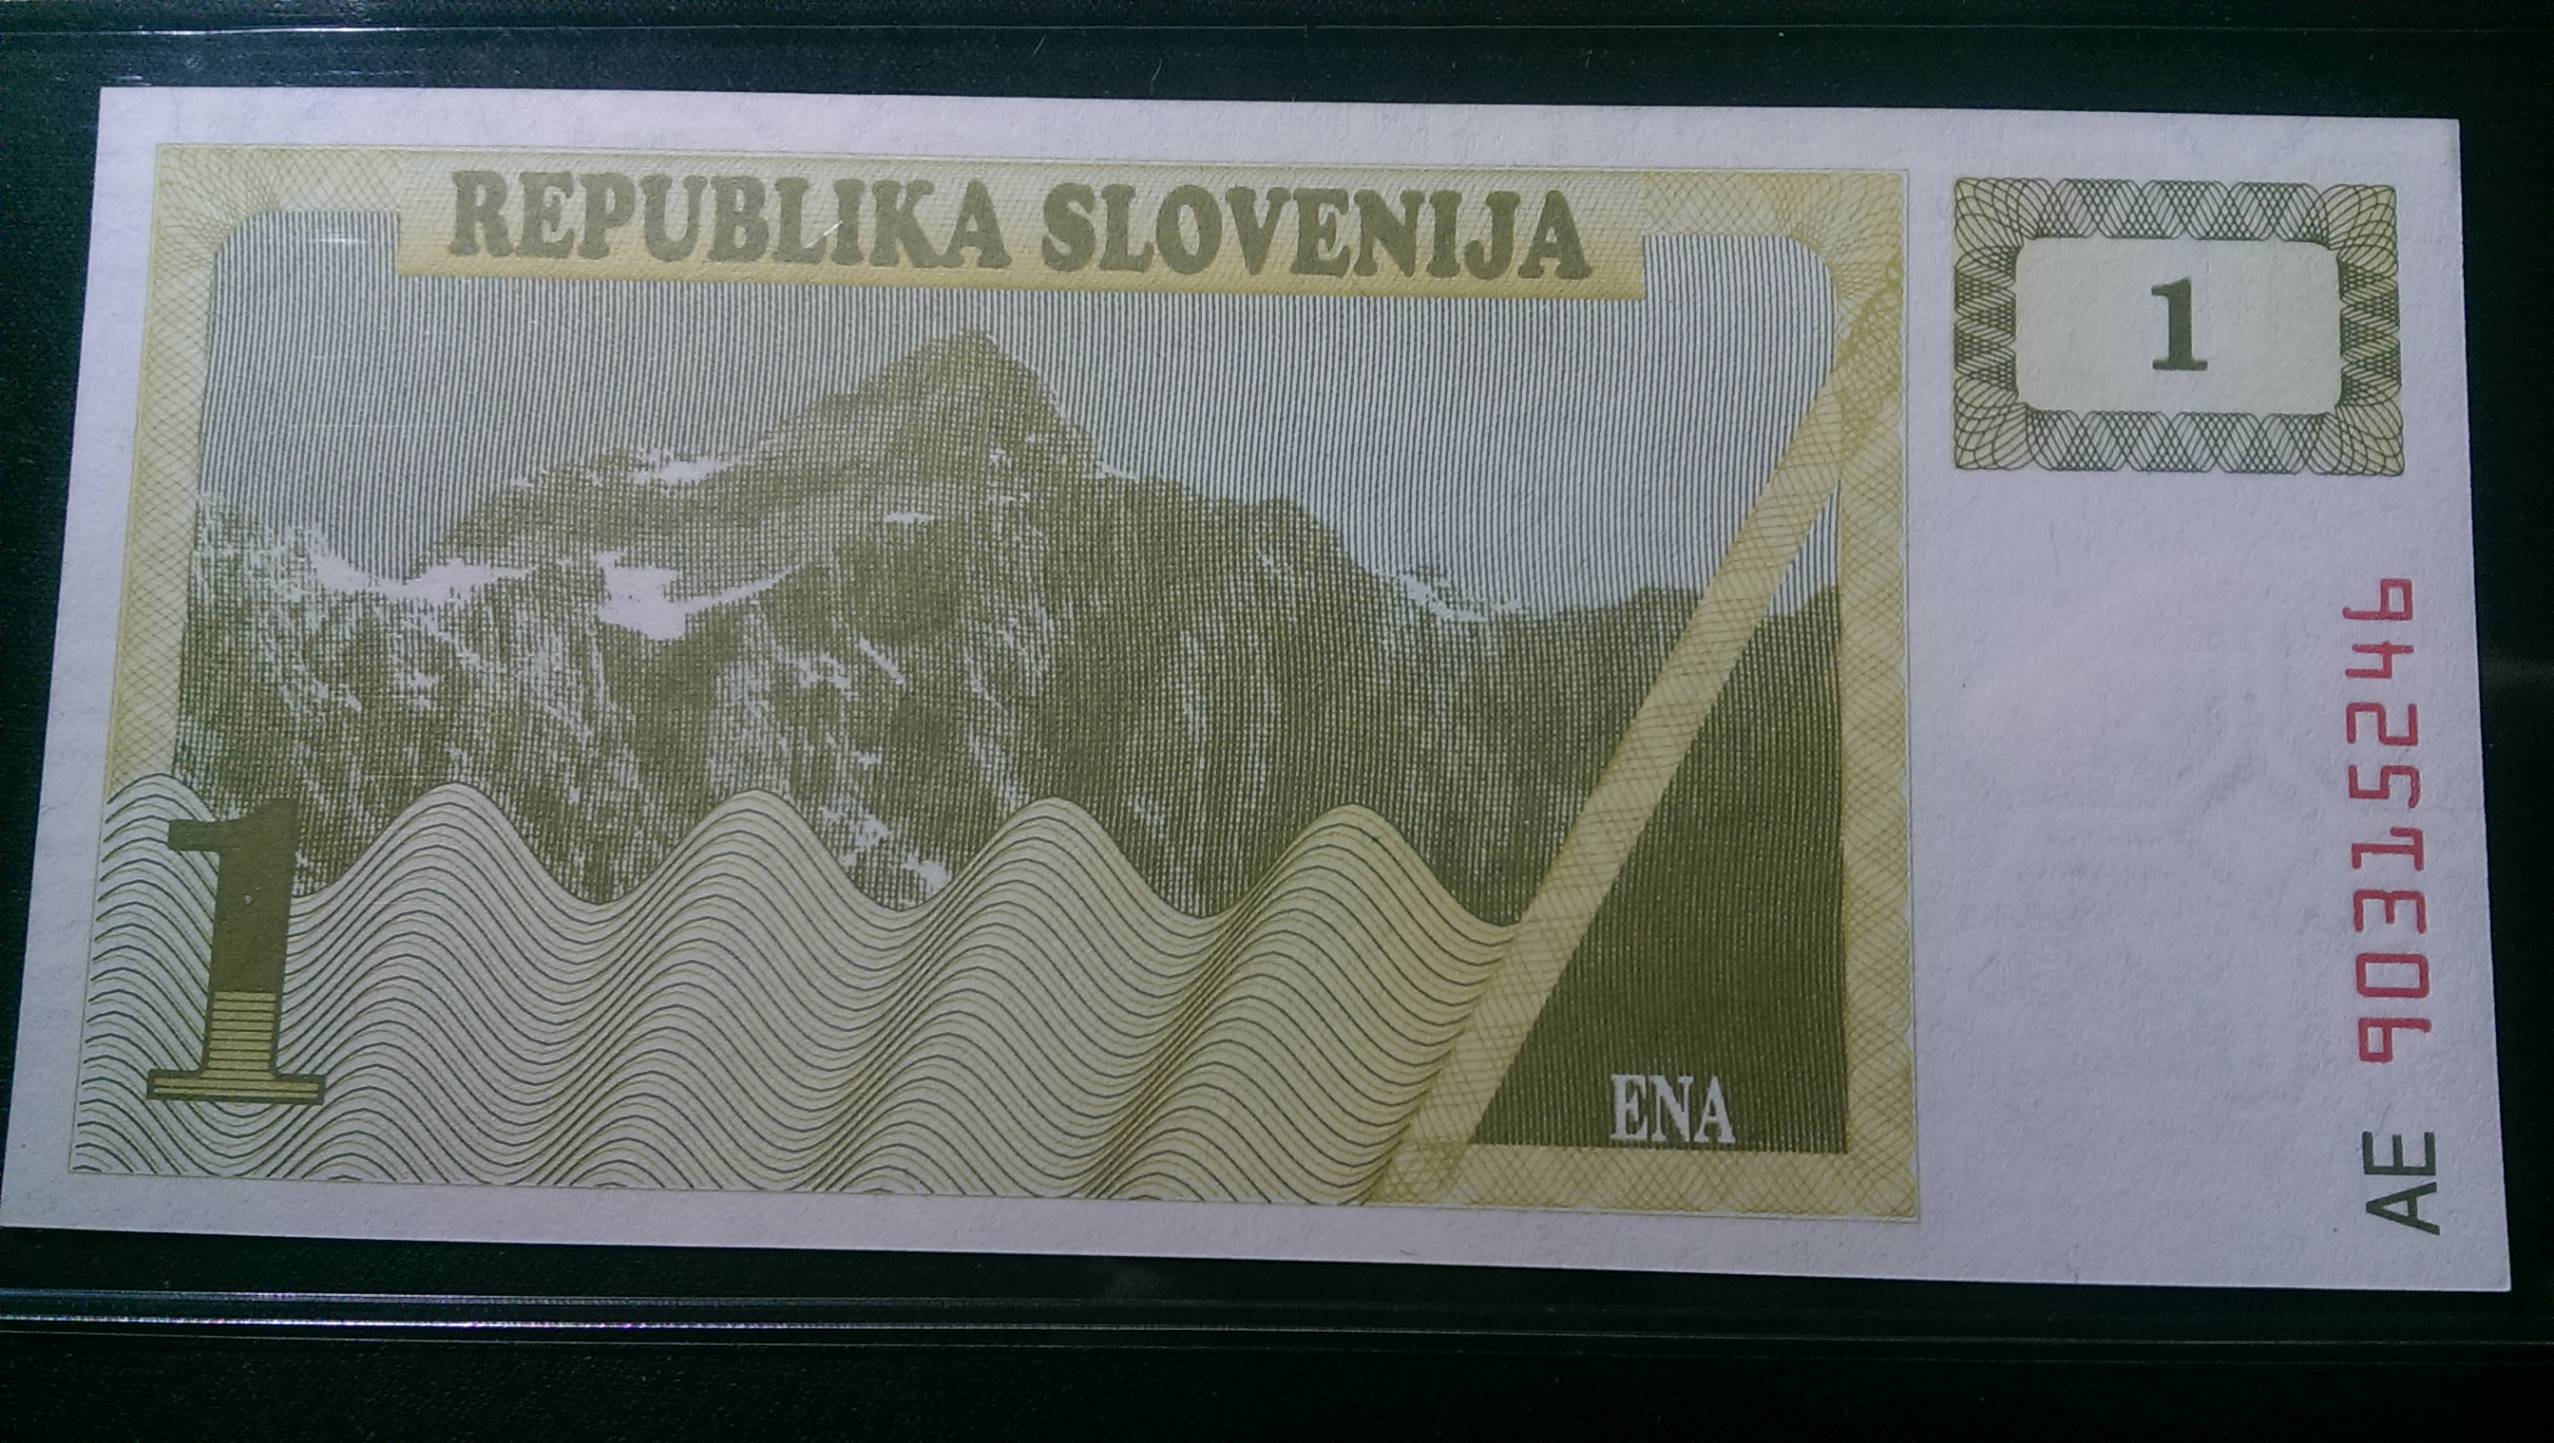 REPUBLIKA SLOVENIJA
1
1
ENA
AE 90315246